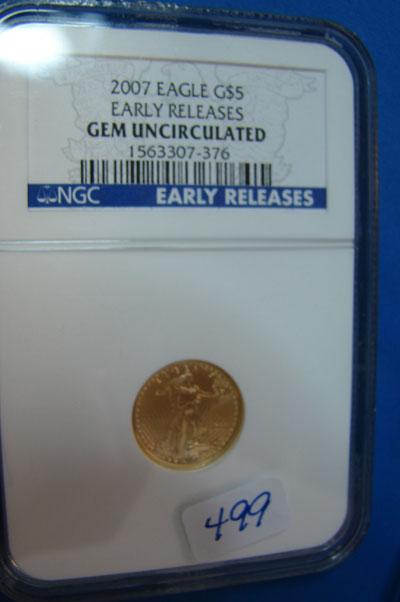 2007 EAGLE G$5
EARLY RELEASES
GEM UNCIRCULATED
1563307-376
NGC EARLY RELEASES
499